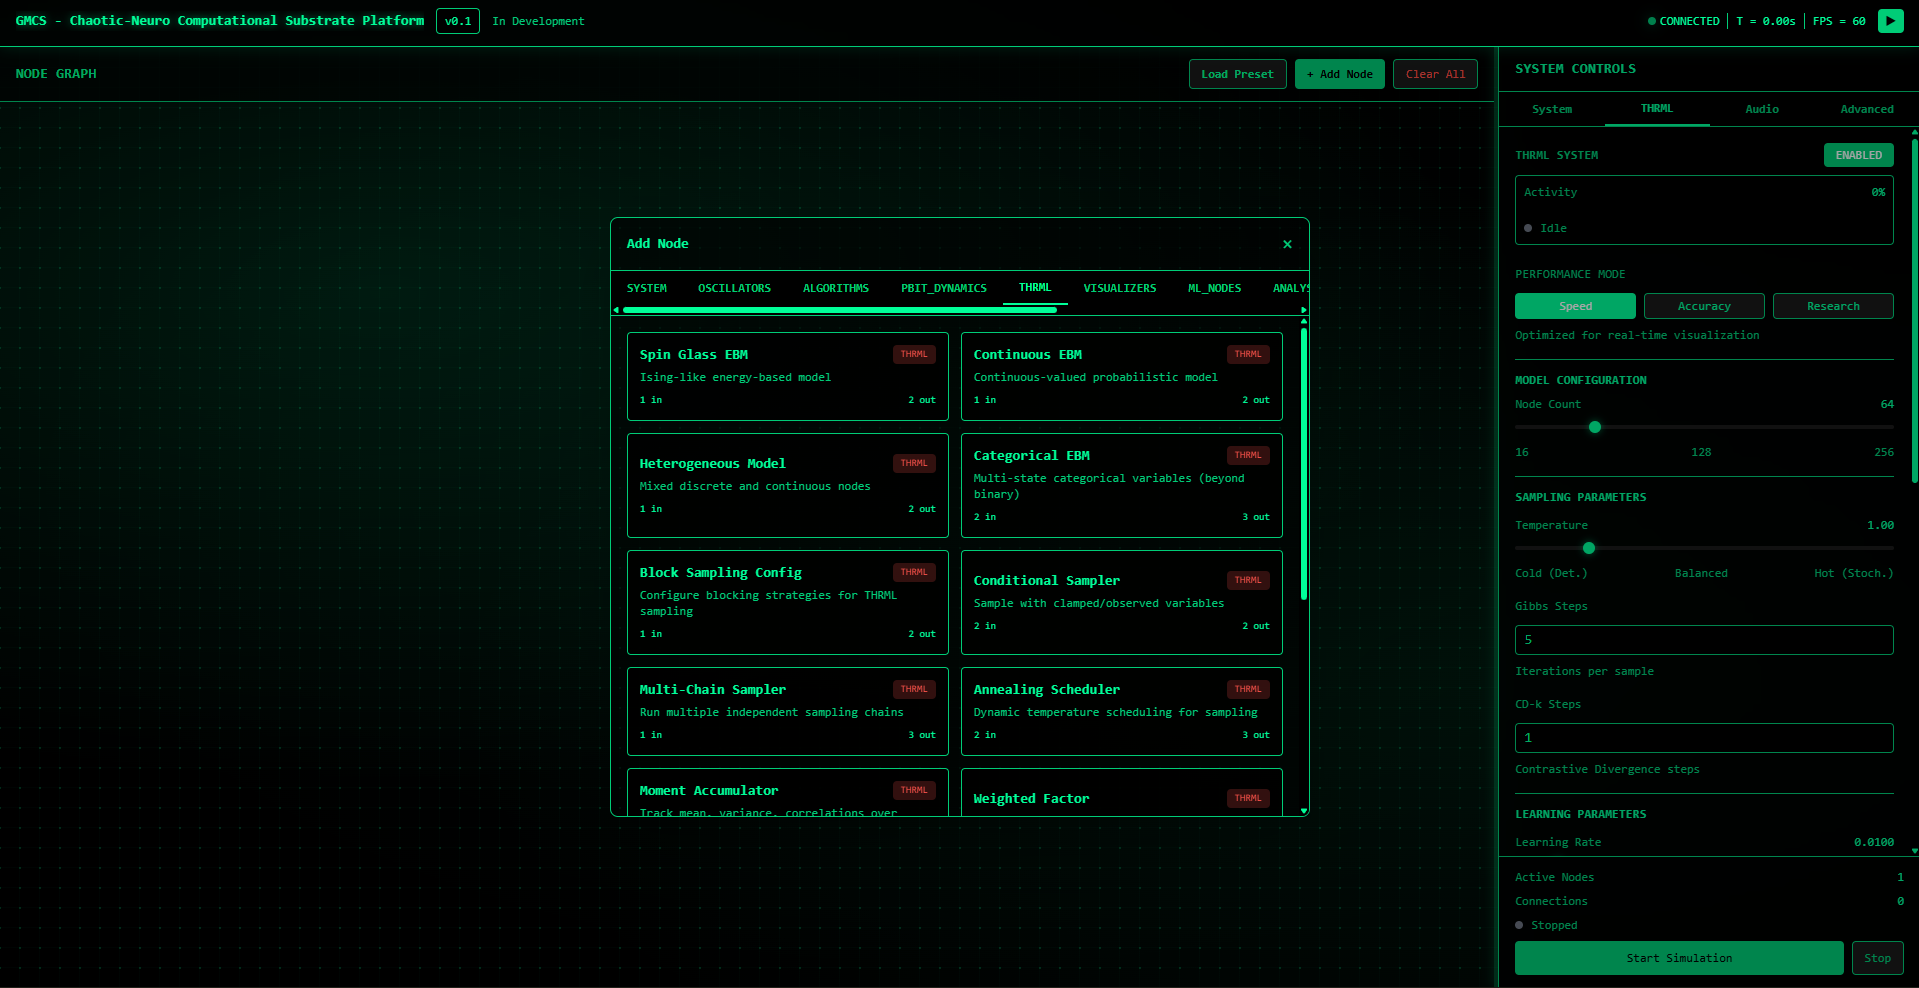 GMCS - Chaotic-Neuro Computational Substrate Platform v0.1 In Development
CONNECTED T = 0.00s FPS = 60
NODE GRAPH
Load Preset + Add Node Clear All
Add Node ×
SYSTEM OSCILLATORS ALGORITHMS PBIT_DYNAMICS THRML VISUALIZERS ML_NODES ANALYS
Spin Glass EBM THRML
Ising-like energy-based model
1 in 2 out
Continuous EBM THRML
Continuous-valued probabilistic model
1 in 2 out
Heterogeneous Model THRML
Mixed discrete and continuous nodes
1 in 2 out
Categorical EBM THRML
Multi-state categorical variables (beyond
binary)
2 in 3 out
Block Sampling Config THRML
Configure blocking strategies for THRML
sampling
1 in 2 out
Conditional Sampler THRML
Sample with clamped/observed variables
2 in 2 out
Multi-Chain Sampler THRML
Run multiple independent sampling chains
1 in 3 out
Annealing Scheduler THRML
Dynamic temperature scheduling for sampling
2 in 3 out
Moment Accumulator THRML
Track mean, variance, correlations over
Weighted Factor THRML
SYSTEM CONTROLS
System THRML Audio Advanced
THRML SYSTEM ENABLED
Activity 0%
Idle
PERFORMANCE MODE
Speed Accuracy Research
Optimized for real-time visualization
MODEL CONFIGURATION
Node Count 64
16 128 256
SAMPLING PARAMETERS
Temperature 1.00
Cold (Det.) Balanced Hot (Stoch.)
Gibbs Steps
5
Iterations per sample
CD-k Steps
1
Contrastive Divergence steps
LEARNING PARAMETERS
Learning Rate 0.0100
Active Nodes 1
Connections 0
Stopped
Start Simulation Stop